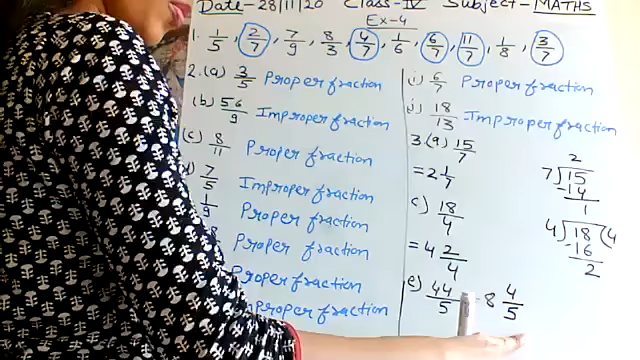 Date-28/11/20 Class-IV Subject-MATHS
Ex-4
1. 1/5, 2/7, 7/9, 8/3, 4/7, 1/6, 6/7, 11/7, 1/8, 3/7
2.(a) 3/5 Proper fraction
(b) 56/9 Improper fraction
(c) 8/11 Proper fraction
7/5 Improper fraction
1/9 Proper fraction
Proper fraction
Proper fraction
Improper fraction
i) 6/7 Proper fraction
j) 18/13 Improper fraction
3.(a) 15/7
= 2 1/7
c) 18/4
= 4 2/4
e) 44/5 8 4/5
2
7)15
-14
1
4)18(4
-16
2